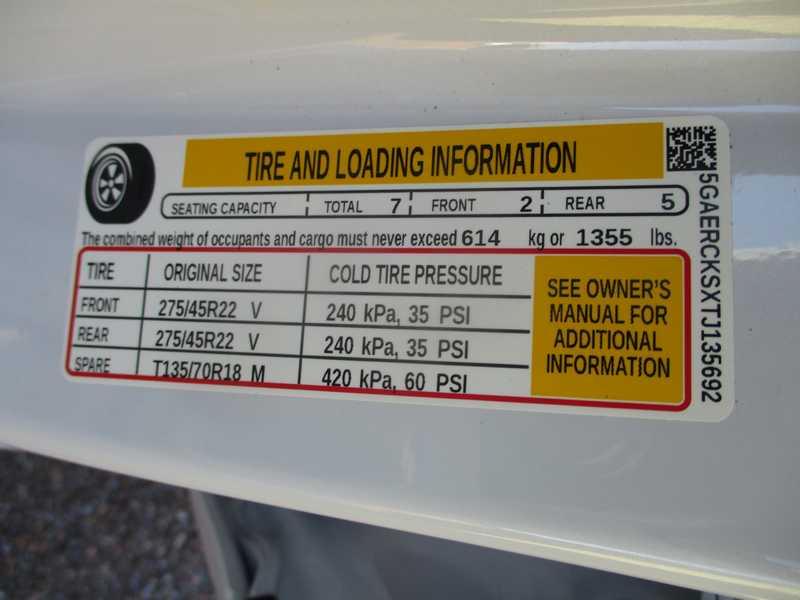 TIRE AND LOADING INFORMATION
SEATING CAPACITY TOTAL 7 FRONT 2 REAR 5
The combined weight of occupants and cargo must never exceed 614 kg or 1355 lbs.
TIRE ORIGINAL SIZE COLD TIRE PRESSURE
FRONT 275/45R22 V 240 kPa, 35 PSI
REAR 275/45R22 V 240 kPa, 35 PSI
SPARE T135/70R18 M 420 kPa, 60 PSI
SEE OWNER'S
MANUAL FOR
ADDITIONAL
INFORMATION
5GAERCKSXTJ135692